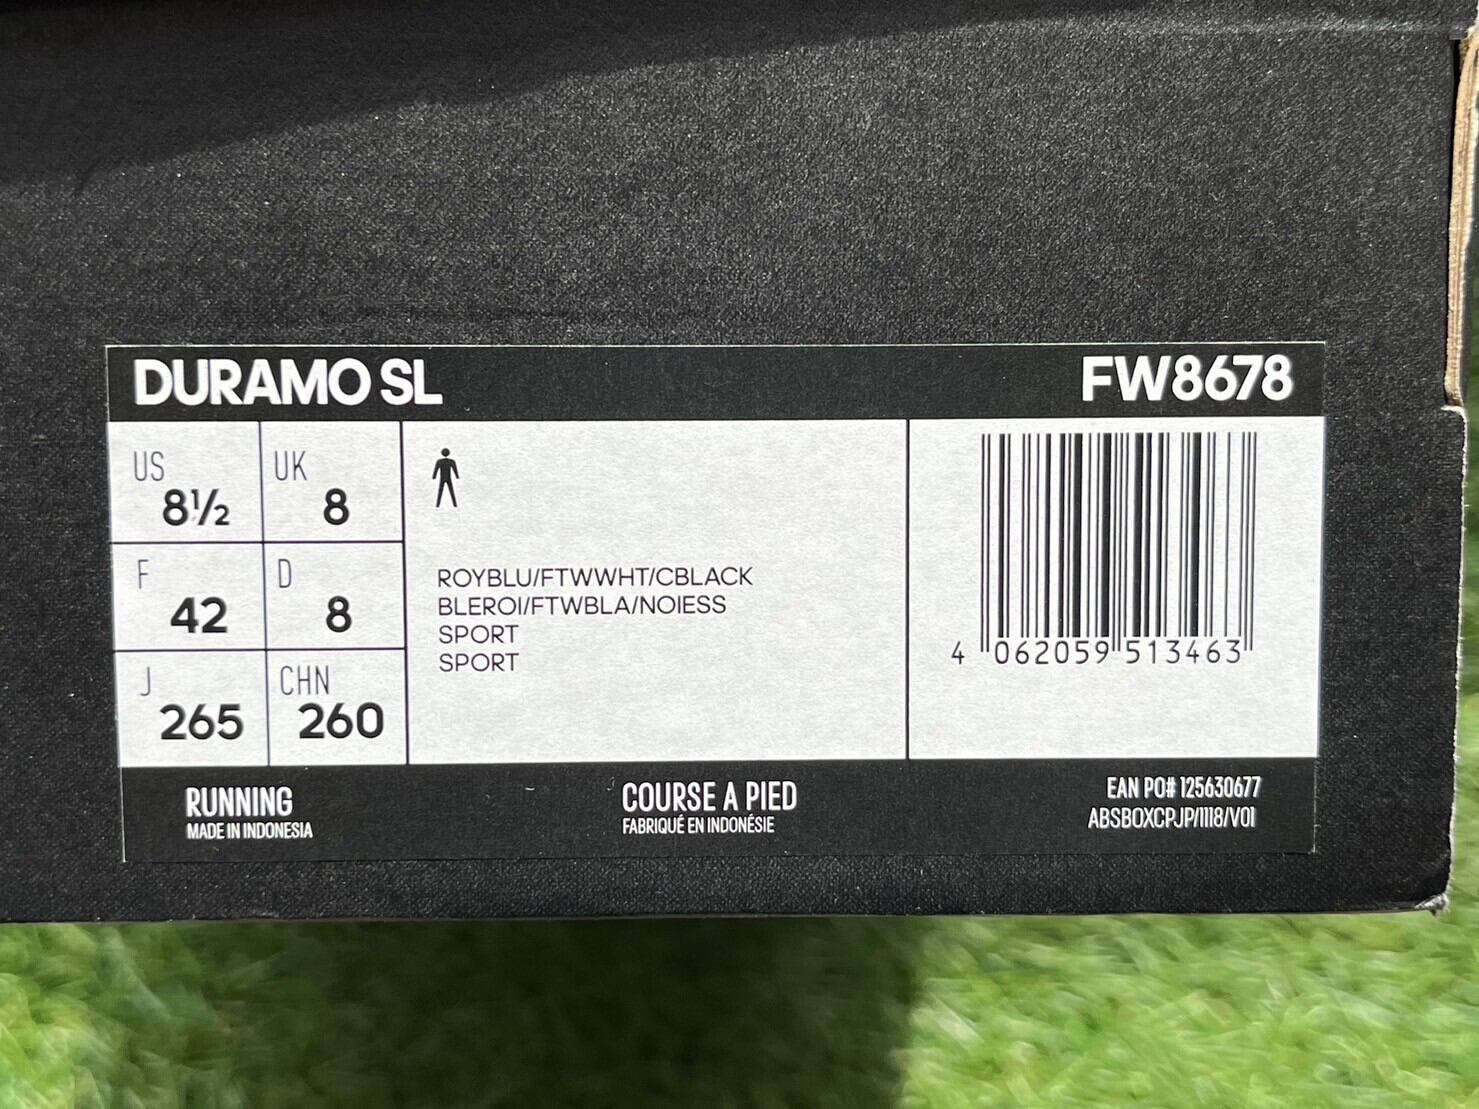 DURAMO SL FW8678
US 8½ UK 8
F 42 D 8
J 265 CHN 260
ROYBLU/FTWWHT/CBLACK
BLEROI/FTWBLA/NOIESS
SPORT
SPORT
4 062059 513463
RUNNING
MADE IN INDONESIA
COURSE A PIED
FABRIQUÉ EN INDONÉSIE
EAN PO# 125630677
ABSBOXCPJP/1118/V01